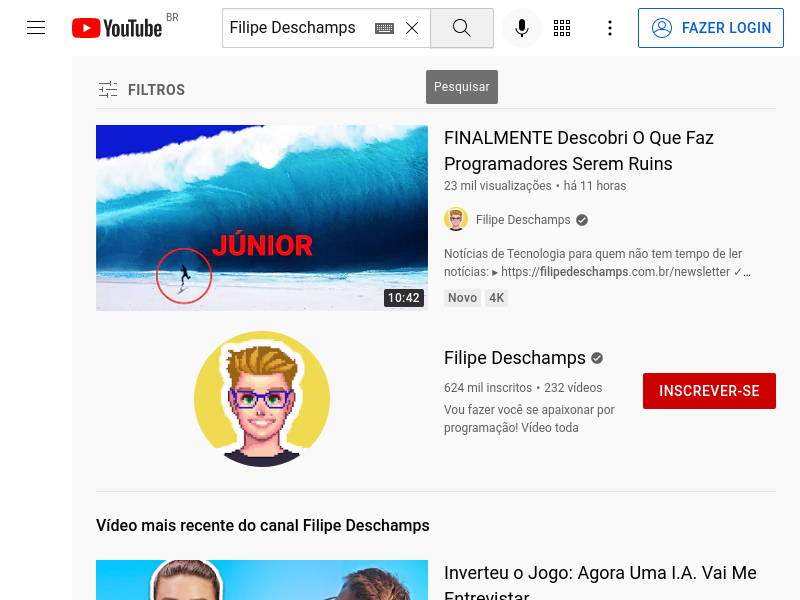 YouTube BR
Filipe Deschamps
FAZER LOGIN
FILTROS
Pesquisar
JÚNIOR
10:42
FINALMENTE Descobri O Que Faz
Programadores Serem Ruins
23 mil visualizações • há 11 horas
Filipe Deschamps
Notícias de Tecnologia para quem não tem tempo de ler
notícias: ▸ https://filipedeschamps.com.br/newsletter ✓...
Novo 4K
Filipe Deschamps
624 mil inscritos • 232 vídeos
Vou fazer você se apaixonar por
programação! Vídeo toda
INSCREVER-SE
Vídeo mais recente do canal Filipe Deschamps
Inverteu o Jogo: Agora Uma I.A. Vai Me
Entrevistar